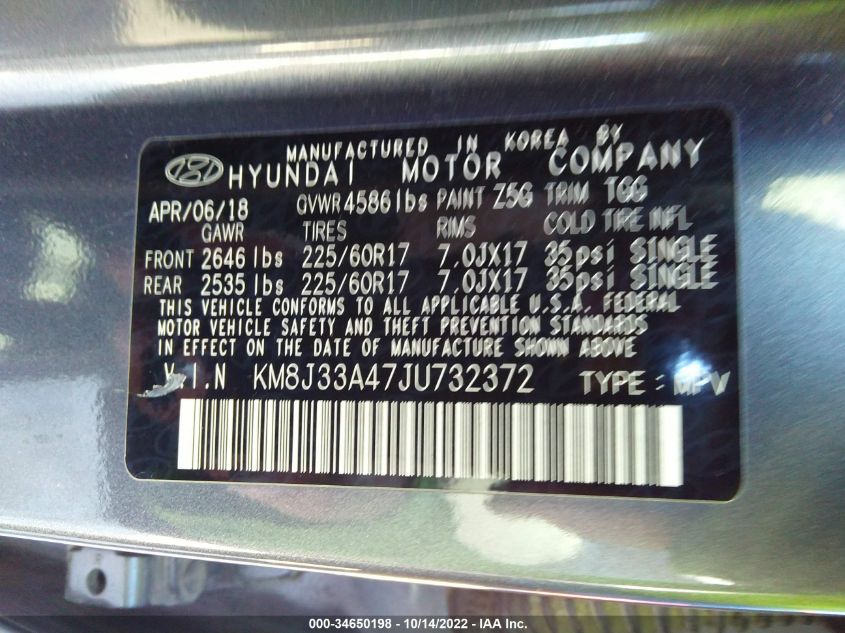 MANUFACTURED IN KOREA BY
HYUNDAI MOTOR COMPANY
APR/06/18 GVWR 4586 lbs PAINT Z5G TRIM TGG
GAWR TIRES RIMS COLD TIRE INFL
FRONT 2646 lbs 225/60R17 7.0JX17 35psi SINGLE
REAR 2535 lbs 225/60R17 7.0JX17 35psi SINGLE
THIS VEHICLE CONFORMS TO ALL APPLICABLE U.S.A. FEDERAL
MOTOR VEHICLE SAFETY AND THEFT PREVENTION STANDARDS
IN EFFECT ON THE DATE OF MANUFACTURE SHOWN ABOVE
V.I.N KM8J33A47JU732372 TYPE : MPV
000-34650198 - 10/14/2022 - IAA Inc.